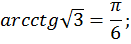 arcctg√3 = π/6;